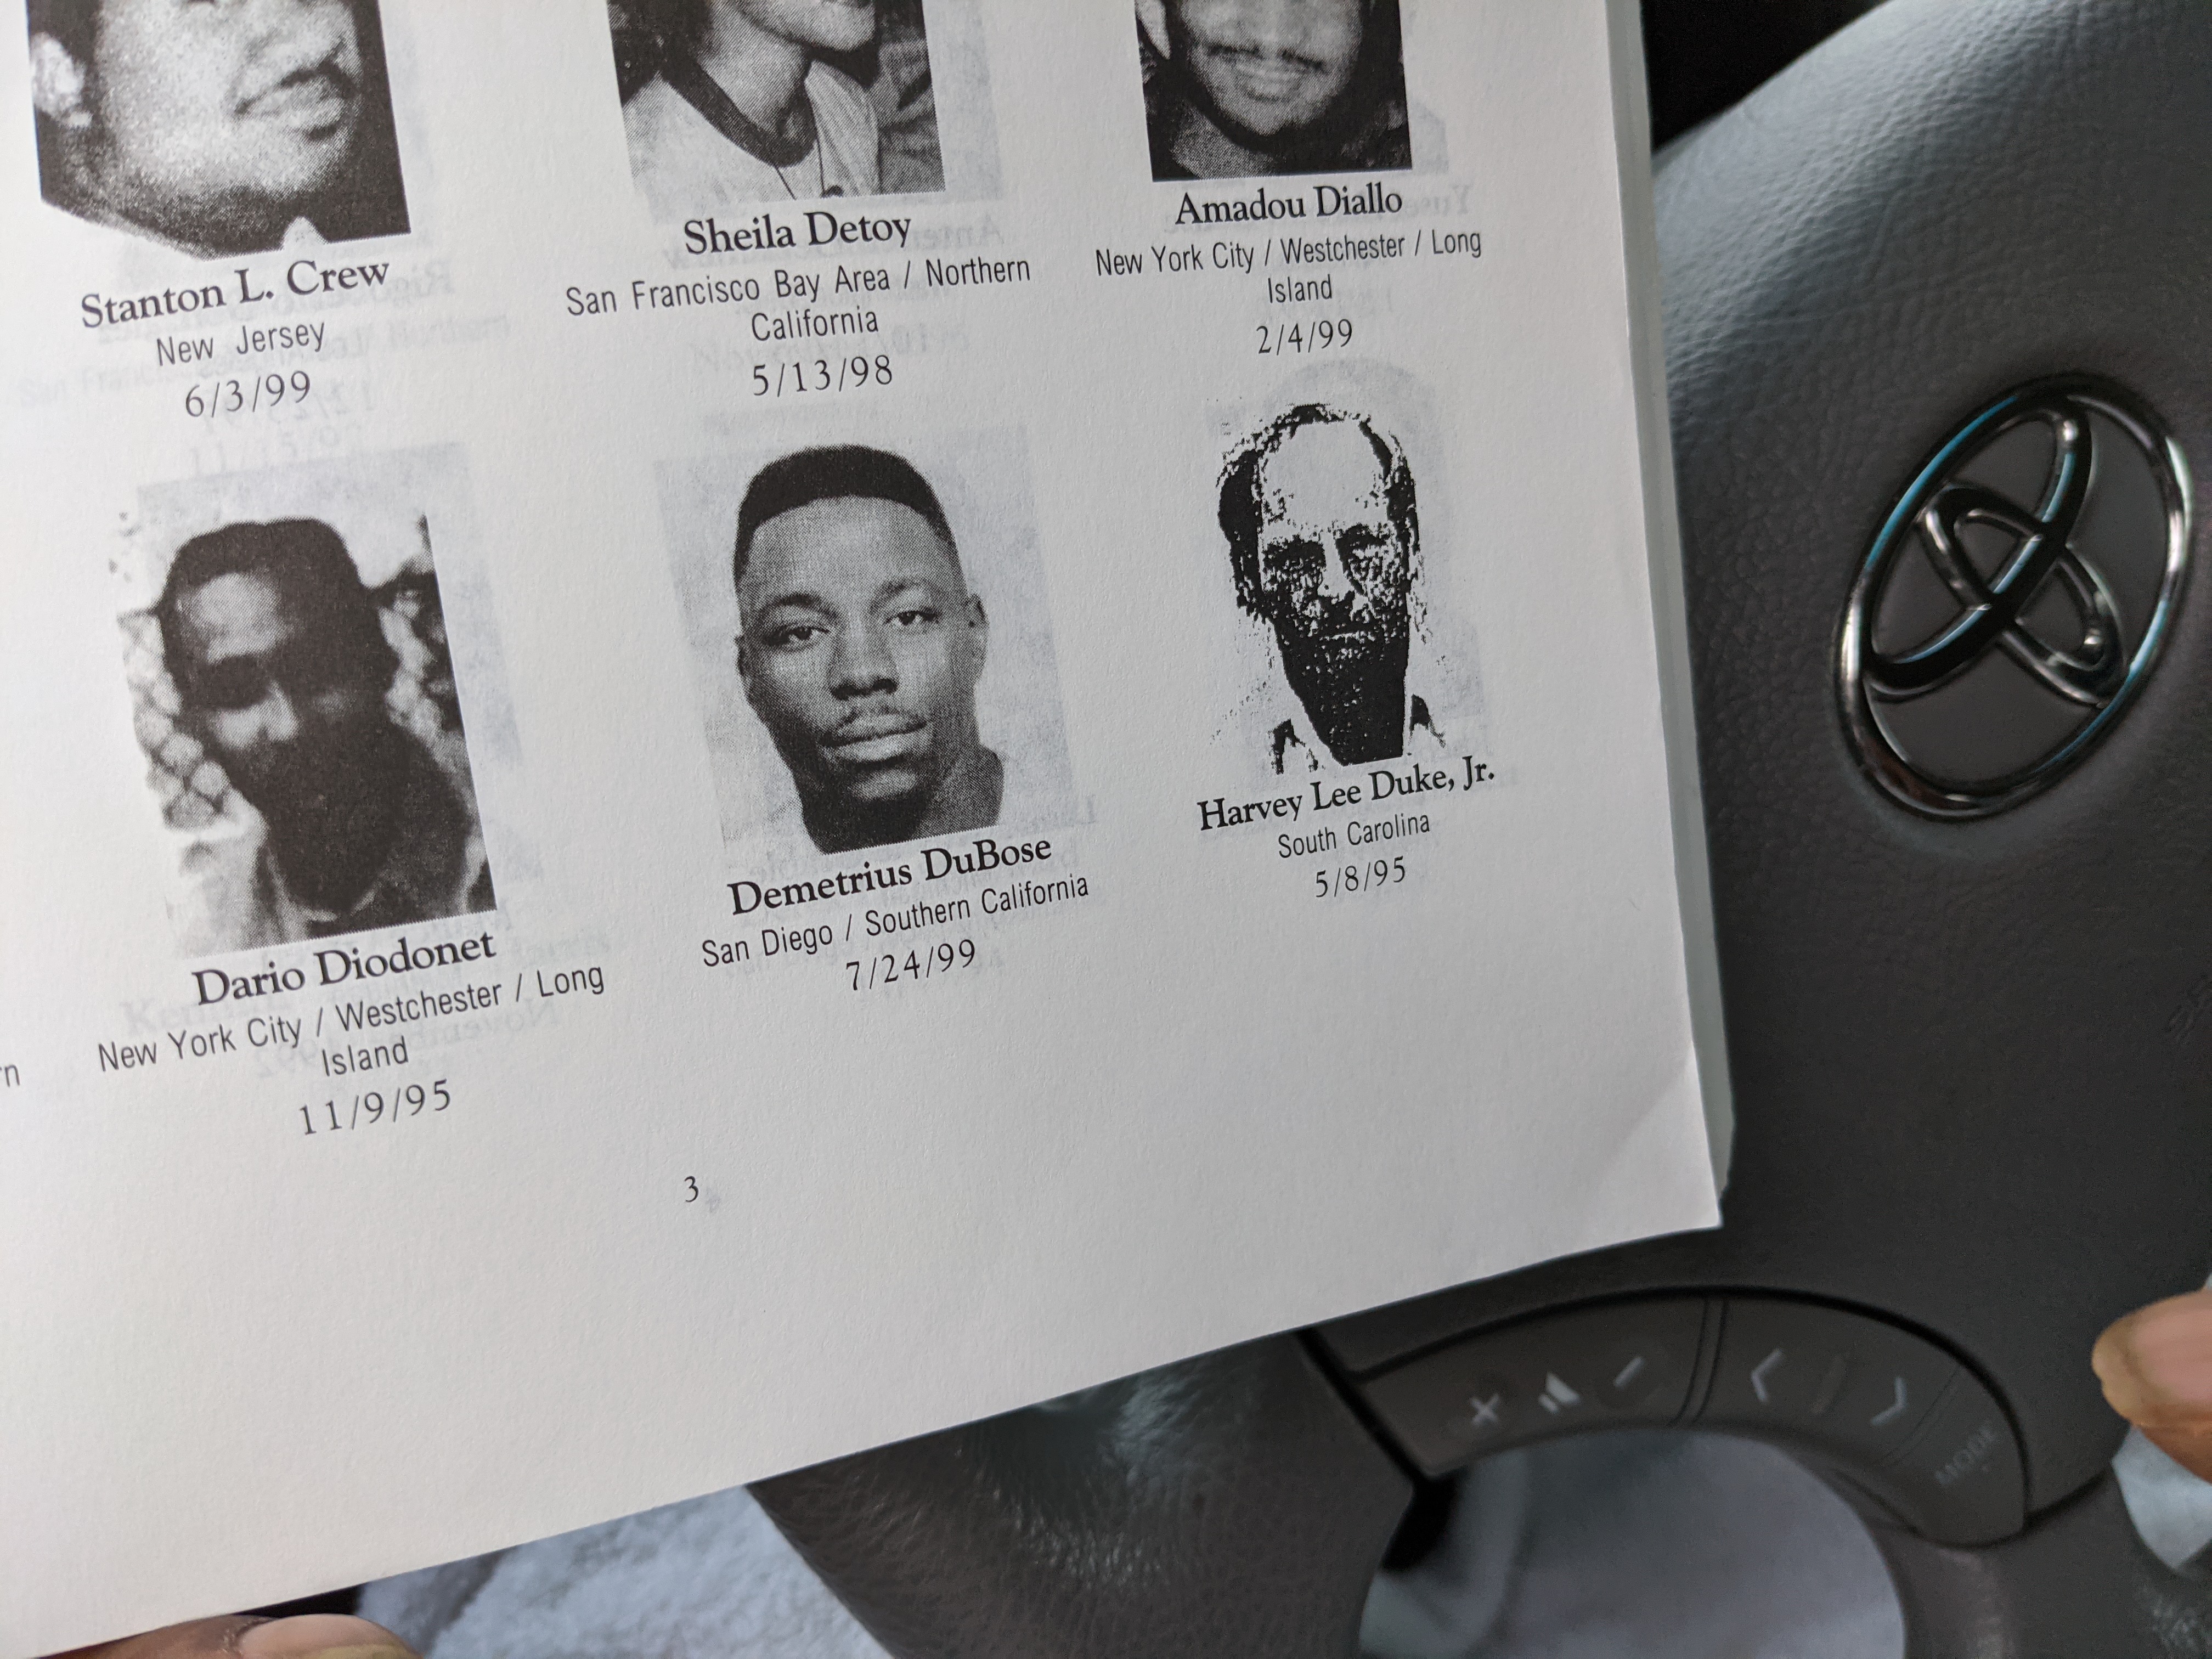 Stanton L. Crew
New Jersey
6/3/99
Sheila Detoy
San Francisco Bay Area / Northern
California
5/13/98
Amadou Diallo
New York City / Westchester / Long
Island
2/4/99
Dario Diodonet
New York City / Westchester / Long
Island
11/9/95
Demetrius DuBose
San Diego / Southern California
7/24/99
Harvey Lee Duke, Jr.
South Carolina
5/8/95
3
MODE